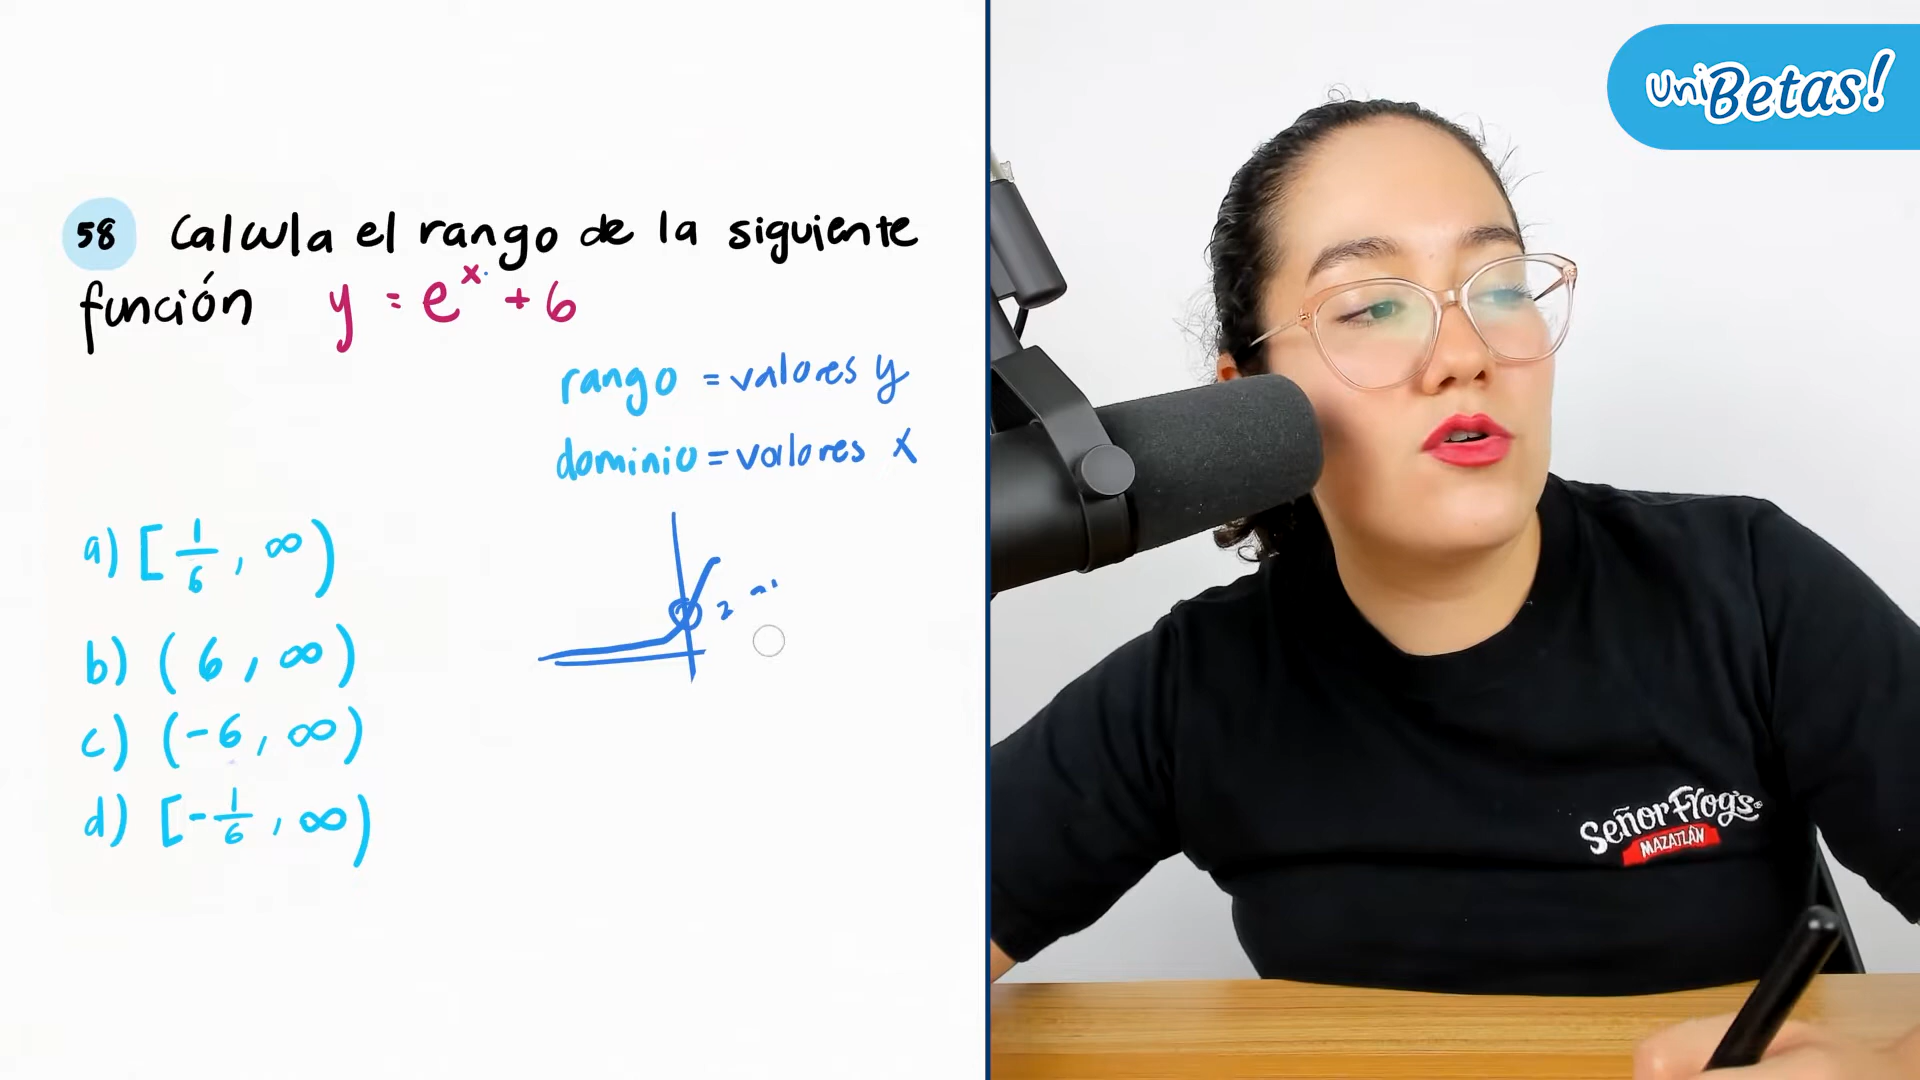 58 Calcula el rango de la siguiente
función y = e^x + 6
rango = valores y
dominio = valores x
a) [1/6, ∞)
b) (6, ∞)
c) (-6, ∞)
d) [-1/6, ∞)
uniBetas!
Señor Frog's
MAZATLÁN